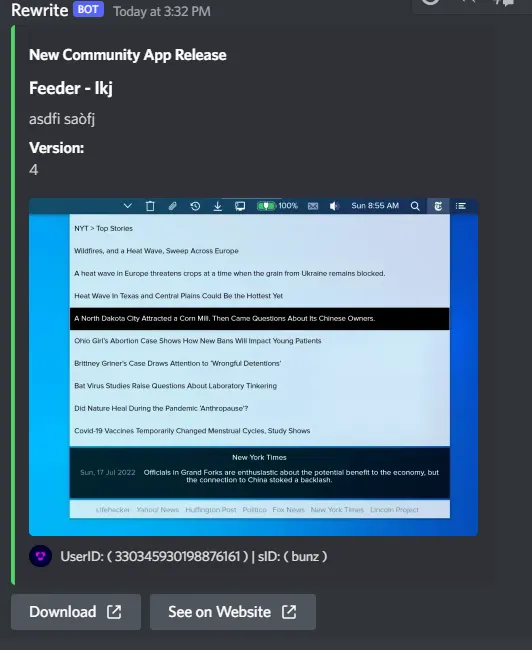 Rewrite BOT Today at 3:32 PM
New Community App Release
Feeder - lkj
asdfi saòfj
Version:
4
100% Sun 8:55 AM
NYT > Top Stories
Wildfires, and a Heat Wave, Sweep Across Europe
A heat wave in Europe threatens crops at a time when the grain from Ukraine remains blocked.
Heat Wave In Texas and Central Plains Could Be the Hottest Yet
A North Dakota City Attracted a Corn Mill. Then Came Questions About Its Chinese Owners.
Ohio Girl's Abortion Case Shows How New Bans Will Impact Young Patients
Brittney Griner's Case Draws Attention to 'Wrongful Detentions'
Bat Virus Studies Raise Questions About Laboratory Tinkering
Did Nature Heal During the Pandemic 'Anthropause'?
Covid-19 Vaccines Temporarily Changed Menstrual Cycles, Study Shows
New York Times
Sun, 17 Jul 2022 Officials in Grand Forks are enthusiastic about the potential benefit to the economy, but
the connection to China stoked a backlash.
Lifehacker Yahoo! News Huffington Post Politico Fox News New York Times Lincoln Project
UserID: ( 330345930198876161 ) | sID: ( bunz )
Download
See on Website